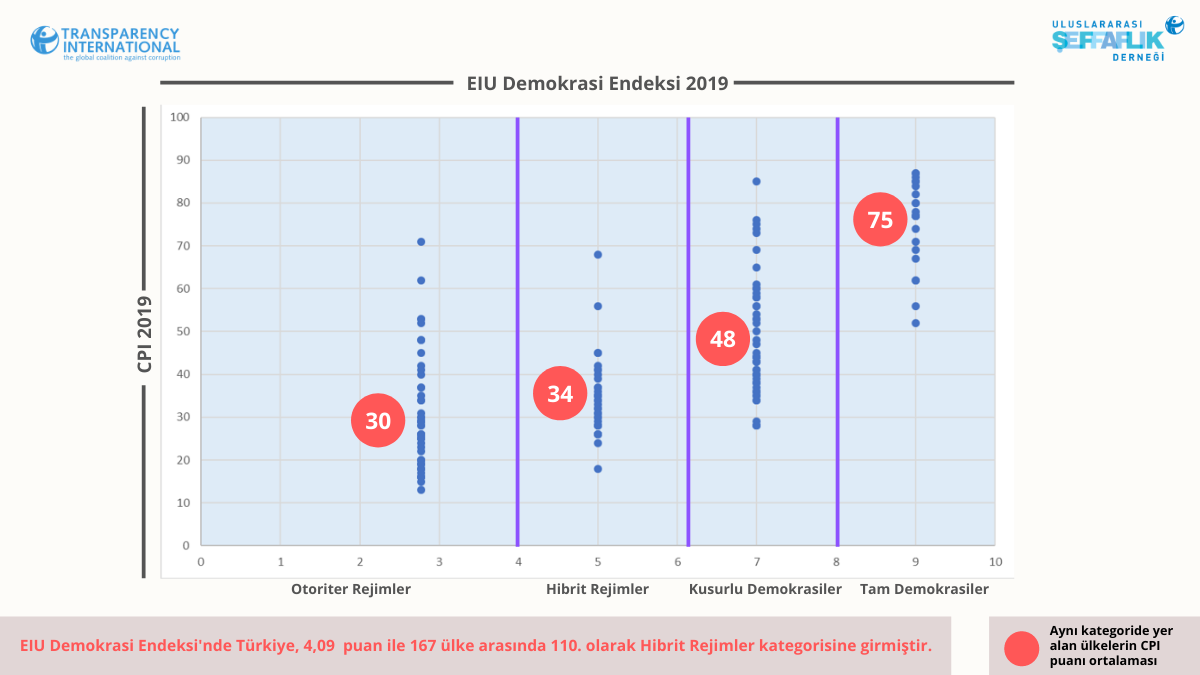 TRANSPARENCY
INTERNATIONAL
the global coalition against corruption
ULUSLARARASI
ŞEFFAFLIK
DERNEĞİ
EIU Demokrasi Endeksi 2019
CPI 2019
100
90
80
70
60
50
40
30
20
10
0
75
48
34
30
0 1 2 3 4 5 6 7 8 9 10
Otoriter Rejimler Hibrit Rejimler Kusurlu Demokrasiler Tam Demokrasiler
EIU Demokrasi Endeksi'nde Türkiye, 4,09 puan ile 167 ülke arasında 110. olarak Hibrit Rejimler kategorisine girmiştir.
Aynı kategoride yer
alan ülkelerin CPI
puanı ortalaması